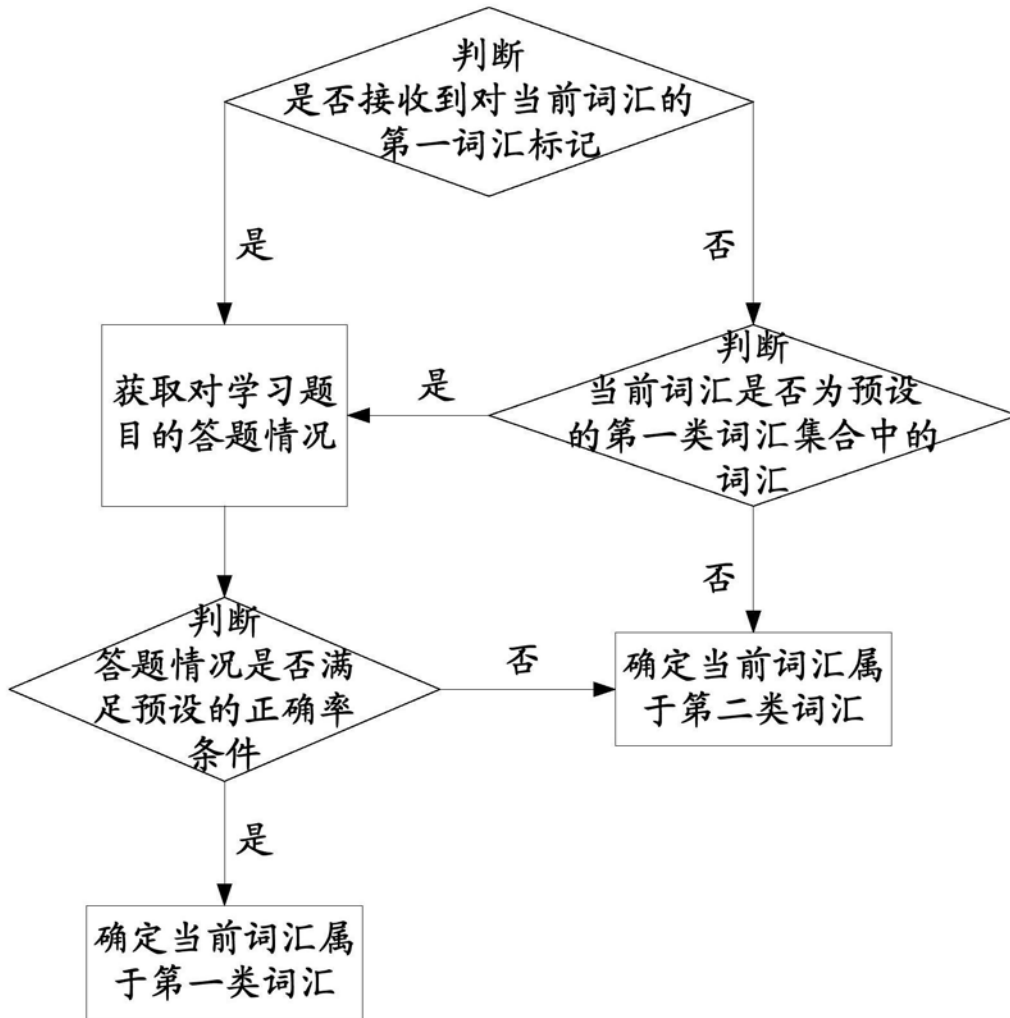 判断
是否接收到对当前词汇的
第一词汇标记
是
否
获取对学习题
目的答题情况
是
判断
当前词汇是否为预设
的第一类词汇集合中的
词汇
否
判断
答题情况是否满
足预设的正确率
条件
否
确定当前词汇属
于第二类词汇
是
确定当前词汇属
于第一类词汇